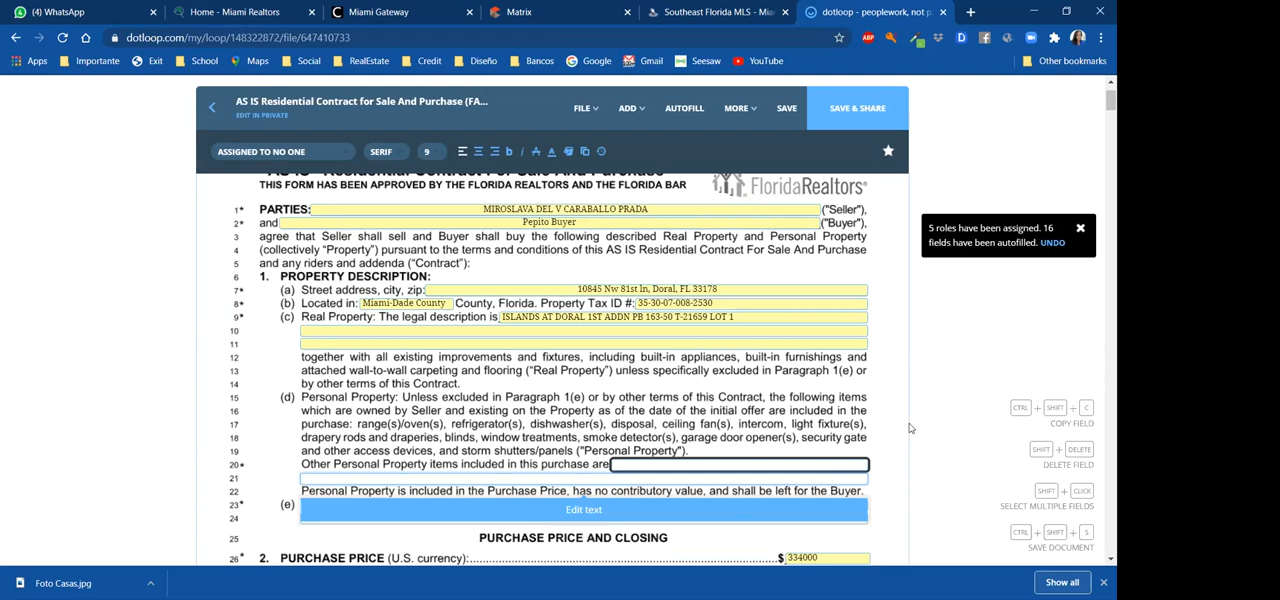 WhatsApp
Home - Miami Realtors
Miami Gateway
Matrix
Southeast Florida MLS - Mia
dotloop - peoplework, not p
dotloop.com/my/loop/148322872/file/647410733
Apps Importante Exit School Maps Social RealEstate Credit Diseño Bancos Google Gmail Seesaw YouTube Other bookmarks
AS IS Residential Contract for Sale And Purchase (FA...
EDIT IN PRIVATE
FILE ADD AUTOFILL MORE SAVE SAVE & SHARE
ASSIGNED TO NO ONE SERIF 9
AS IS Residential Contract For Sale And Purchase
THIS FORM HAS BEEN APPROVED BY THE FLORIDA REALTORS AND THE FLORIDA BAR
FloridaRealtors®
1* PARTIES: MIROSLAVA DEL V CARABALLO PRADA ("Seller"),
2* and Pepito Buyer ("Buyer"),
3 agree that Seller shall sell and Buyer shall buy the following described Real Property and Personal Property
4 (collectively "Property") pursuant to the terms and conditions of this AS IS Residential Contract For Sale And Purchase
5 and any riders and addenda ("Contract"):
6 1. PROPERTY DESCRIPTION:
7* (a) Street address, city, zip: 10845 Nw 81st ln, Doral, FL 33178
8* (b) Located in: Miami-Dade County County, Florida. Property Tax ID #: 35-30-07-008-2530
9* (c) Real Property: The legal description is ISLANDS AT DORAL 1ST ADDN PB 163-50 T-21659 LOT 1
10
11
12 together with all existing improvements and fixtures, including built-in appliances, built-in furnishings and
13 attached wall-to-wall carpeting and flooring ("Real Property") unless specifically excluded in Paragraph 1(e) or
14 by other terms of this Contract.
15 (d) Personal Property: Unless excluded in Paragraph 1(e) or by other terms of this Contract, the following items
16 which are owned by Seller and existing on the Property as of the date of the initial offer are included in the
17 purchase: range(s)/oven(s), refrigerator(s), dishwasher(s), disposal, ceiling fan(s), intercom, light fixture(s),
18 drapery rods and draperies, blinds, window treatments, smoke detector(s), garage door opener(s), security gate
19 and other access devices, and storm shutters/panels ("Personal Property").
20* Other Personal Property items included in this purchase are
21
22 Personal Property is included in the Purchase Price, has no contributory value, and shall be left for the Buyer.
23* (e)
Edit text
24
25 PURCHASE PRICE AND CLOSING
26* 2. PURCHASE PRICE (U.S. currency): $ 334000
5 roles have been assigned. 16
fields have been autofilled. UNDO
CTRL + SHIFT + C
COPY FIELD
SHIFT + DELETE
DELETE FIELD
SHIFT + CLICK
SELECT MULTIPLE FIELDS
CTRL + SHIFT + S
SAVE DOCUMENT
Foto Casas.jpg
Show all